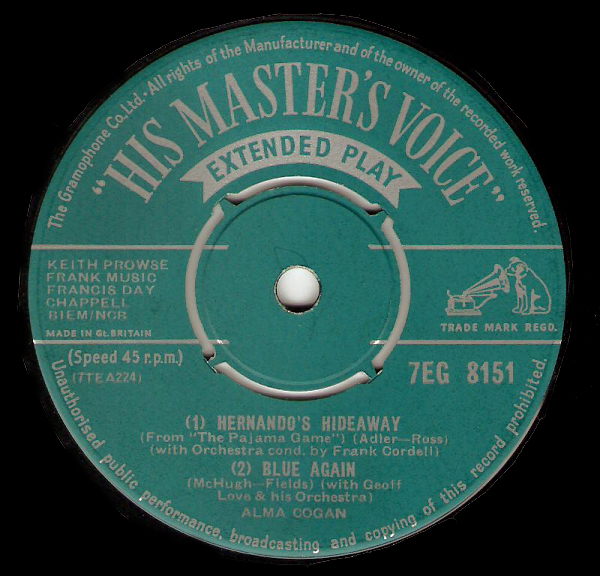 The Gramophone Co. Ltd. · All rights of the Manufacturer and of the owner of the recorded work reserved.
"HIS MASTER'S VOICE"
EXTENDED PLAY
KEITH PROWSE
FRANK MUSIC
FRANCIS DAY
CHAPPELL
BIEM/NCB
MADE IN Gt. BRITAIN
TRADE MARK REGD.
(Speed 45 r.p.m.)
(7TEA224)
7EG 8151
(1) HERNANDO'S HIDEAWAY
(From "The Pajama Game") (Adler—Ross)
(with Orchestra cond. by Frank Cordell)
(2) BLUE AGAIN
(McHugh—Fields) (with Geoff
Love & his Orchestra)
ALMA COGAN
Unauthorised public performance, broadcasting and copying of this record prohibited.